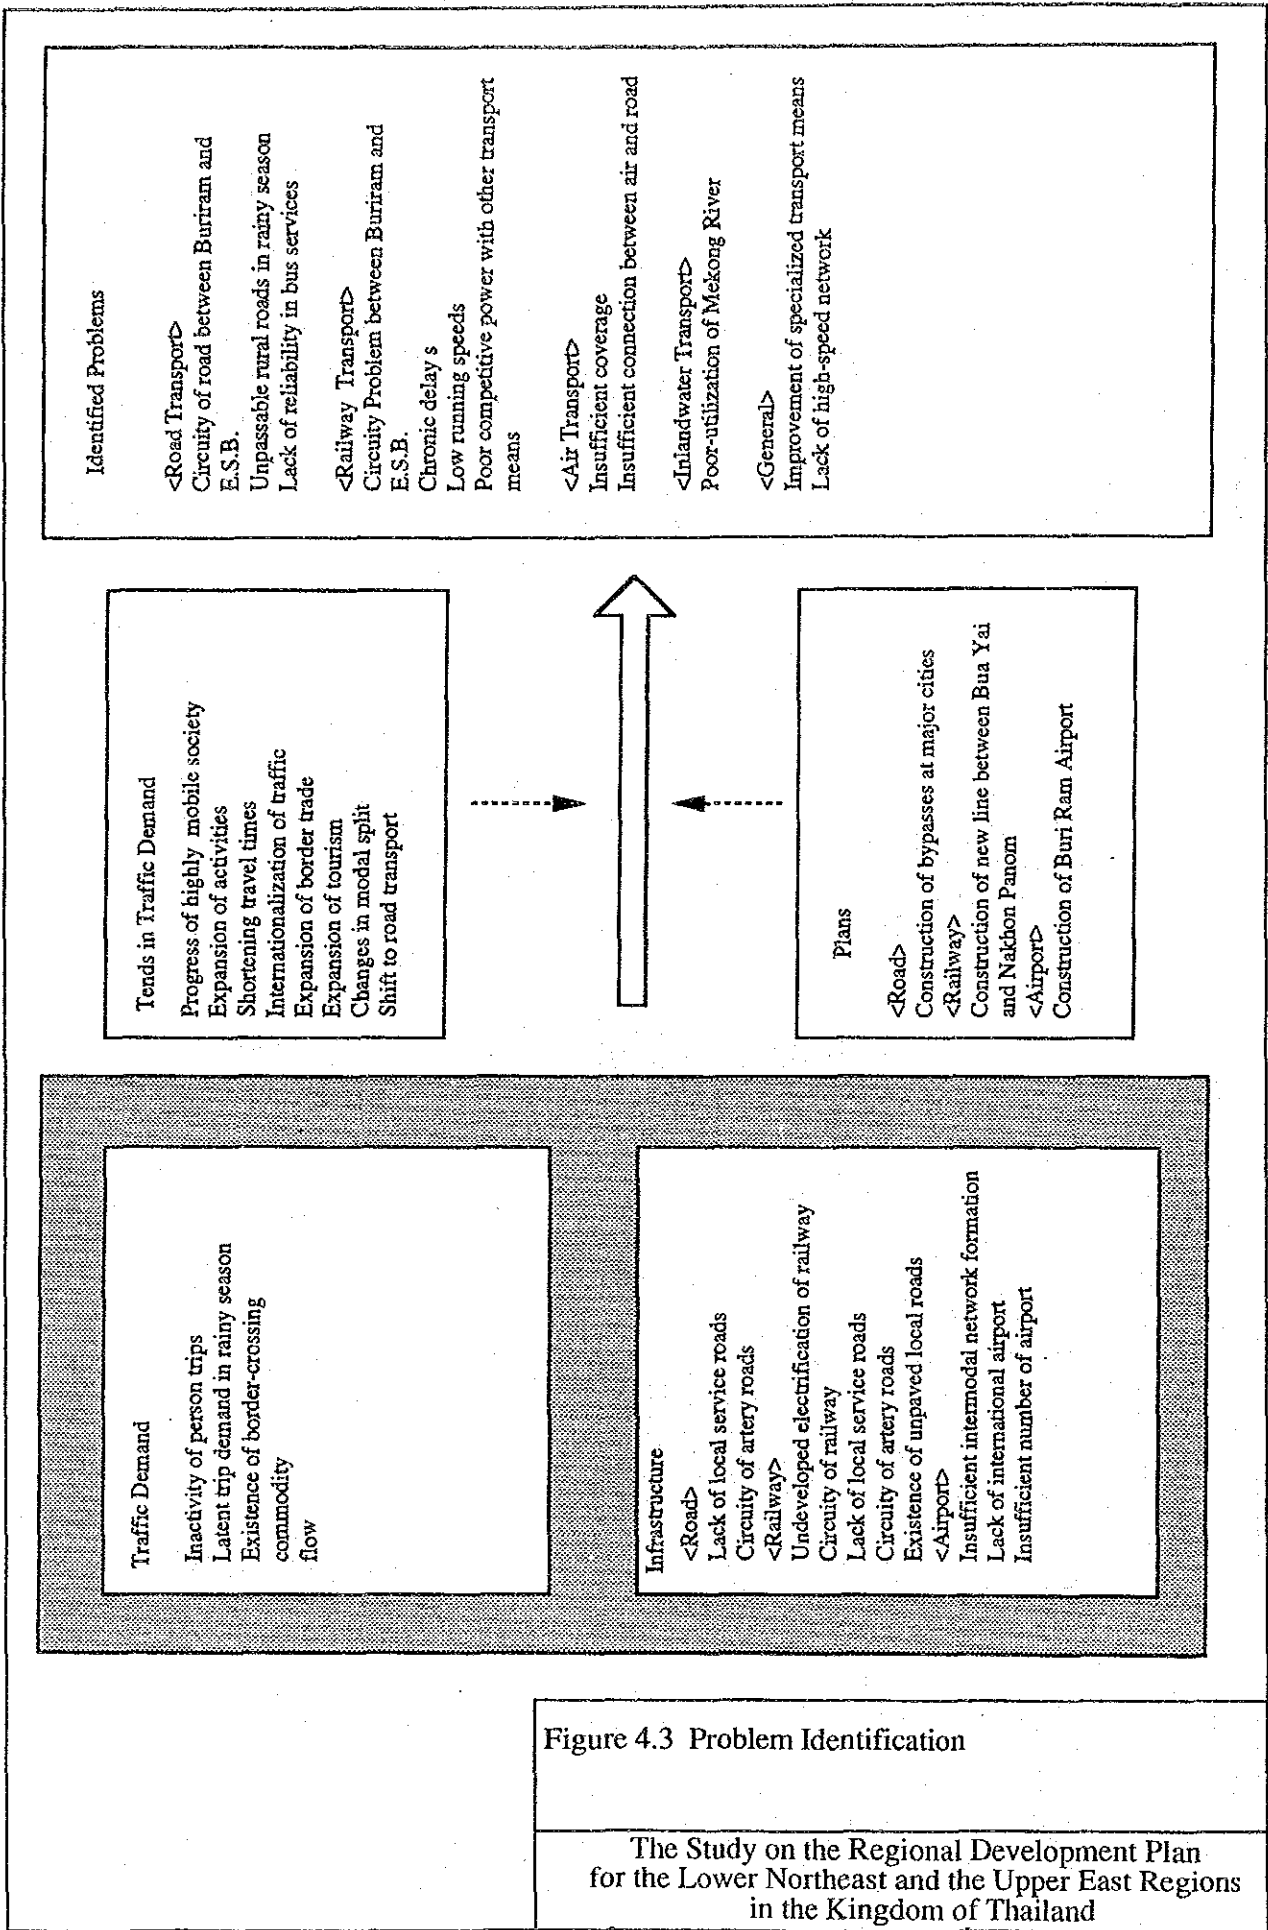 Traffic Demand
Inactivity of person trips
Latent trip demand in rainy season
Existence of border-crossing
commodity
flow
Infrastructure
<Road>
Lack of local service roads
Circuity of artery roads
<Railway>
Undeveloped electrification of railway
Circuity of railway
Lack of local service roads
Circuity of artery roads
Existence of unpaved local roads
<Airport>
Insufficient intermodal network formation
Lack of international airport
Insufficient number of airport
Tends in Traffic Demand
Progress of highly mobile society
Expansion of activities
Shortening travel times
Internationalization of traffic
Expansion of border trade
Expansion of tourism
Changes in modal split
Shift to road transport
Plans
<Road>
Construction of bypasses at major cities
<Railway>
Construction of new line between Bua Yai
and Nakhon Panom
<Airport>
Construction of Buri Ram Airport
Identified Problems
<Road Transport>
Circuity of road between Buriram and
E.S.B.
Unpassable rural roads in rainy season
Lack of reliability in bus services
<Railway Transport>
Circuity Problem between Buriram and
E.S.B.
Chronic delay s
Low running speeds
Poor competitive power with other transport
means
<Air Transport>
Insufficient coverage
Insufficient connection between air and road
<Inlandwater Transport>
Poor-utilization of Mekong River
<General>
Improvement of specialized transport means
Lack of high-speed network
Figure 4.3 Problem Identification
The Study on the Regional Development Plan
for the Lower Northeast and the Upper East Regions
in the Kingdom of Thailand